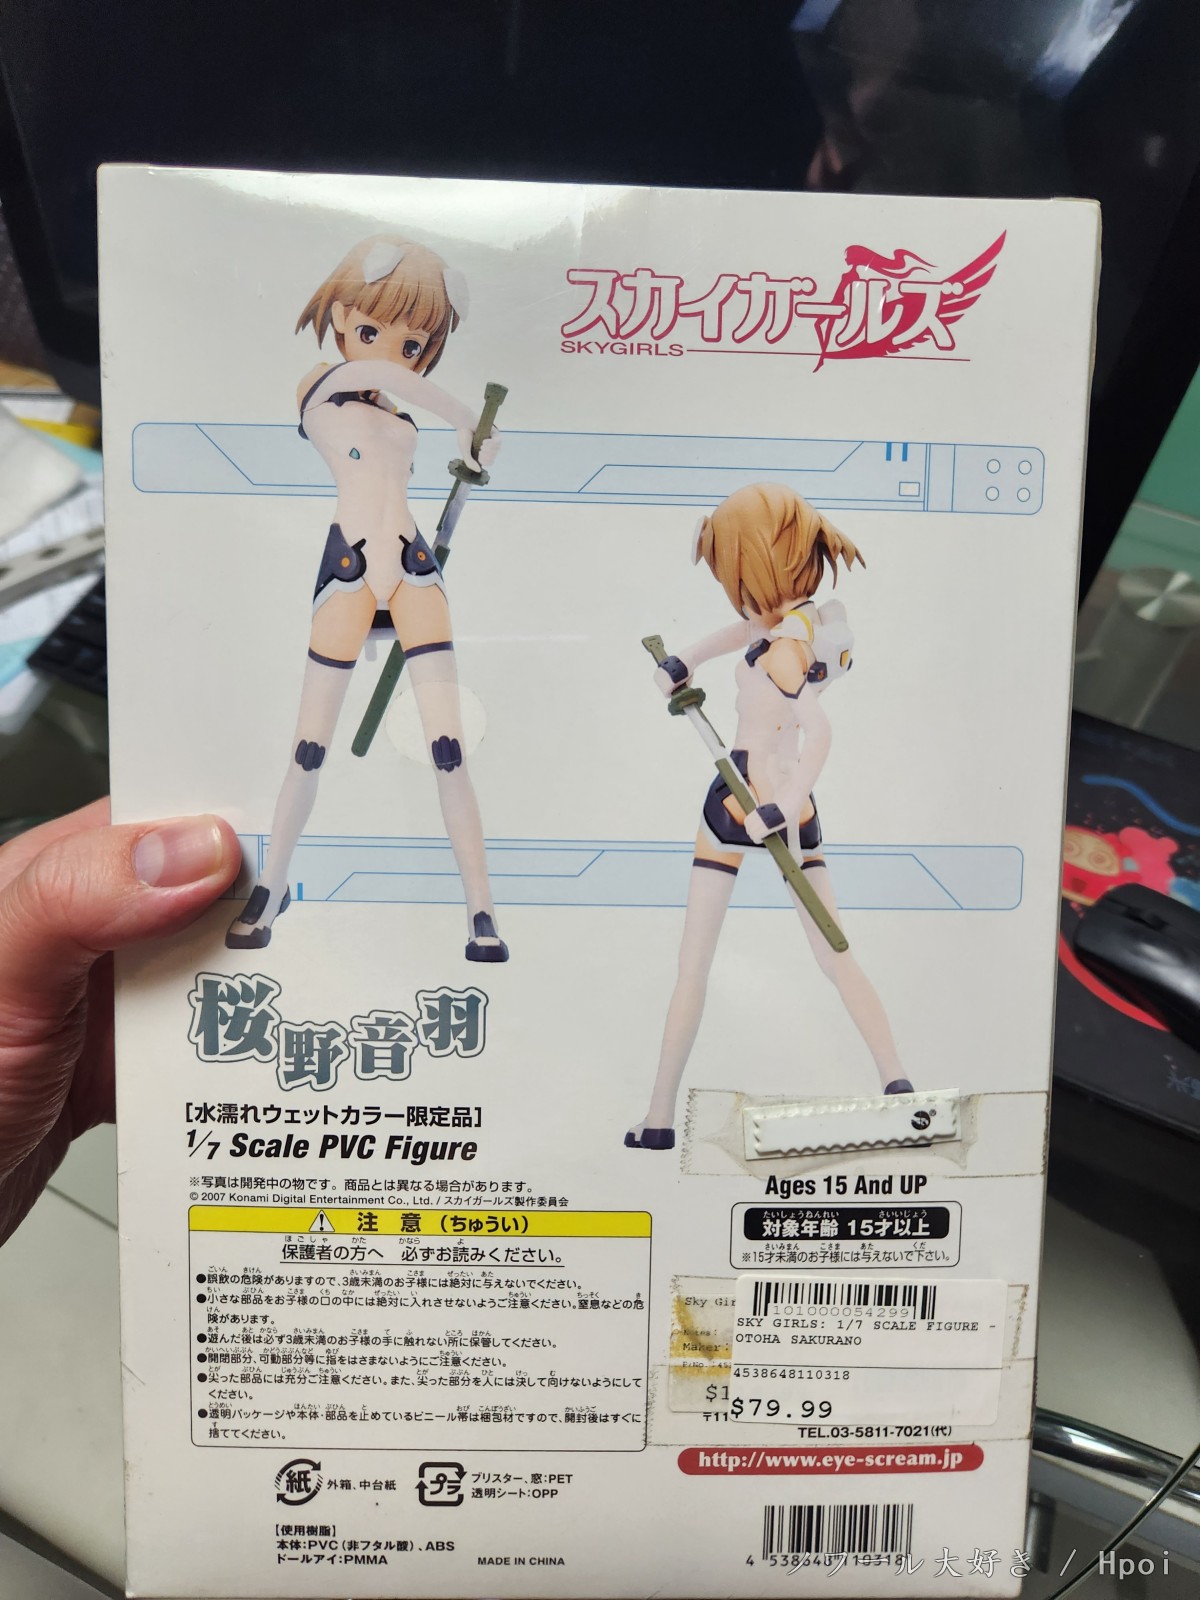 スカイガールズ
SKYGIRLS
桜野音羽
[水濡れウェットカラー限定品]
1/7 Scale PVC Figure
※写真は開発中の物です。商品とは異なる場合があります。
© 2007 Konami Digital Entertainment Co., Ltd. / スカイガールズ製作委員会
注 意 (ちゅうい)
保護者の方へ 必ずお読みください。
●誤飲の危険がありますので、3歳未満のお子様には絶対に与えないでください。
●小さな部品をお子様の口の中には絶対に入れさせないようご注意ください。窒息などの危
険があります。
●遊んだ後は必ず3歳未満のお子様の手に触れない所に保管してください。
●開閉部分、可動部分等に指をはさまないようにご注意ください。
●尖った部品には充分ご注意ください。また、尖った部分を人には決して向けないようにして
ください。
●透明パッケージや本体・部品を止めているビニール帯は梱包材ですので、開封後はすぐに
捨ててください。
紙
外箱、中台紙
プラ
ブリスター、窓:PET
透明シート:OPP
【使用樹脂】
本体:PVC(非フタル酸)、ABS
ドールアイ:PMMA
MADE IN CHINA
Ages 15 And UP
対象年齢 15才以上
※15才未満のお子様には与えないで下さい。
Sky Gir
Maker:
1010000054299
SKY GIRLS: 1/7 SCALE FIGURE -
OTOHA SAKURANO
4538648110318
$79.99
$1
〒11
TEL.03-5811-7021(代)
http://www.eye-scream.jp
4 538648 110318
ノワール大好き / Hpoi